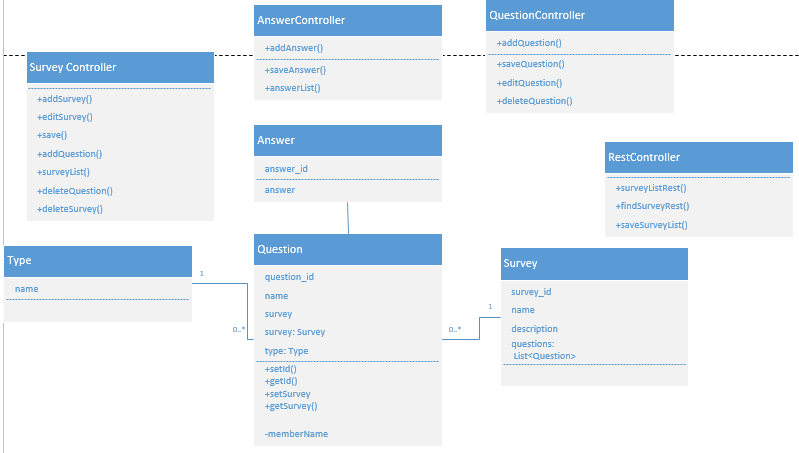 AnswerController
+addAnswer()
+saveAnswer()
+answerList()
QuestionController
+addQuestion()
+saveQuestion()
+editQuestion()
+deleteQuestion()
Survey Controller
+addSurvey()
+editSurvey()
+save()
+addQuestion()
+surveyList()
+deleteQuestion()
+deleteSurvey()
Answer
answer_id
answer
RestController
+surveyListRest()
+findSurveyRest()
+saveSurveyList()
Type
name
1
0..*
Question
question_id
name
survey
survey: Survey
type: Type
+setId()
+getId()
+setSurvey
+getSurvey()
-memberName
0..*
1
Survey
survey_id
name
description
questions:
List<Question>